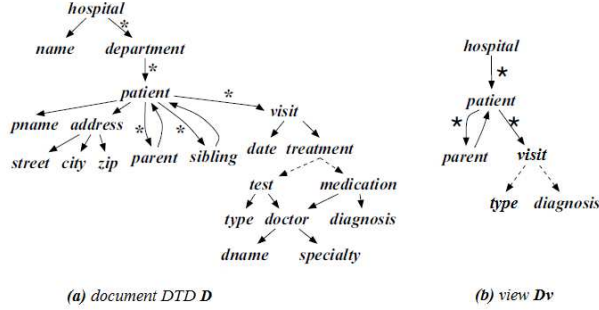 hospital
*
name department
*
patient
*
pname address * * visit
parent sibling date treatment
street city zip
test medication
type doctor diagnosis
dname specialty
(a) document DTD D
hospital
*
patient
* *
parent visit
type diagnosis
(b) view Dv